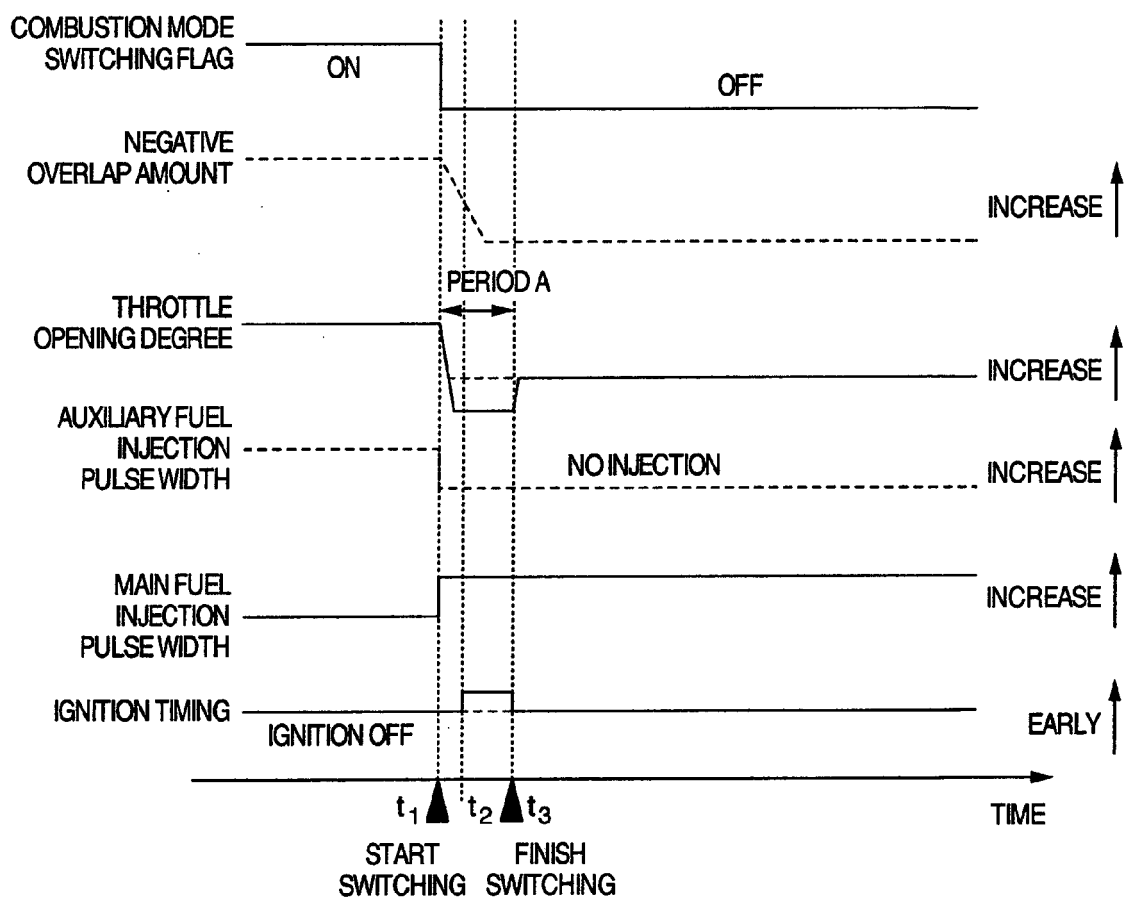 COMBUSTION MODE
SWITCHING FLAG
ON
OFF
NEGATIVE
OVERLAP AMOUNT
INCREASE
PERIOD A
THROTTLE
OPENING DEGREE
INCREASE
AUXILIARY FUEL
INJECTION
PULSE WIDTH
NO INJECTION
INCREASE
MAIN FUEL
INJECTION
PULSE WIDTH
INCREASE
IGNITION TIMING
IGNITION OFF
EARLY
t1 t2 t3
TIME
START
SWITCHING
FINISH
SWITCHING